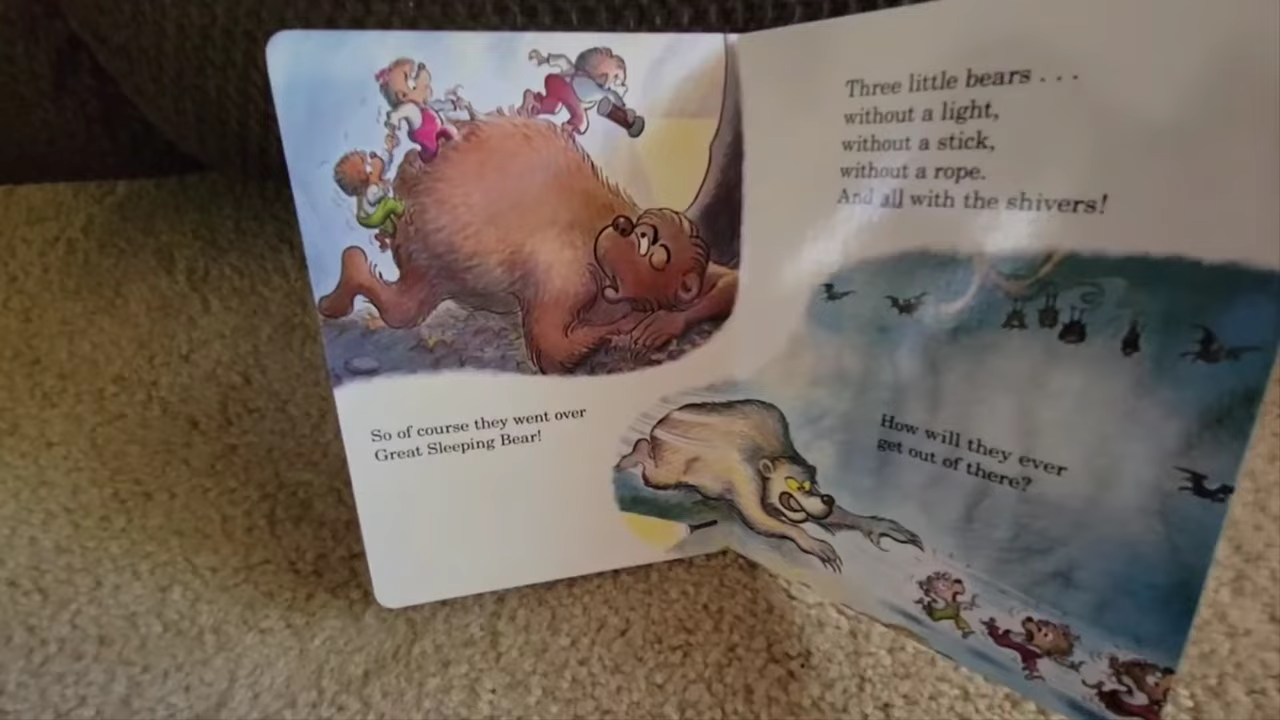 So of course they went over
Great Sleeping Bear!
Three little bears . . .
without a light,
without a stick,
without a rope.
And all with the shivers!
How will they ever
get out of there?